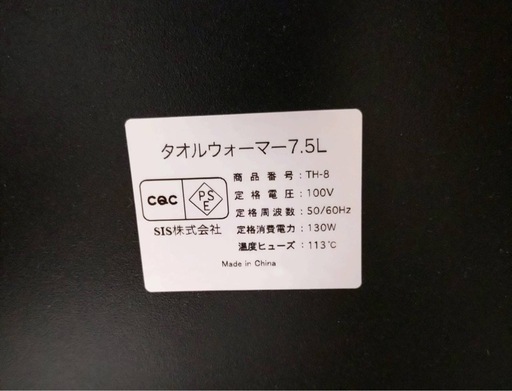 タオルウォーマー7.5L
商品番号: TH-8
定格電圧: 100V
定格周波数: 50/60Hz
定格消費電力: 130W
温度ヒューズ: 113℃
CQC
PSE
SIS株式会社
Made in China